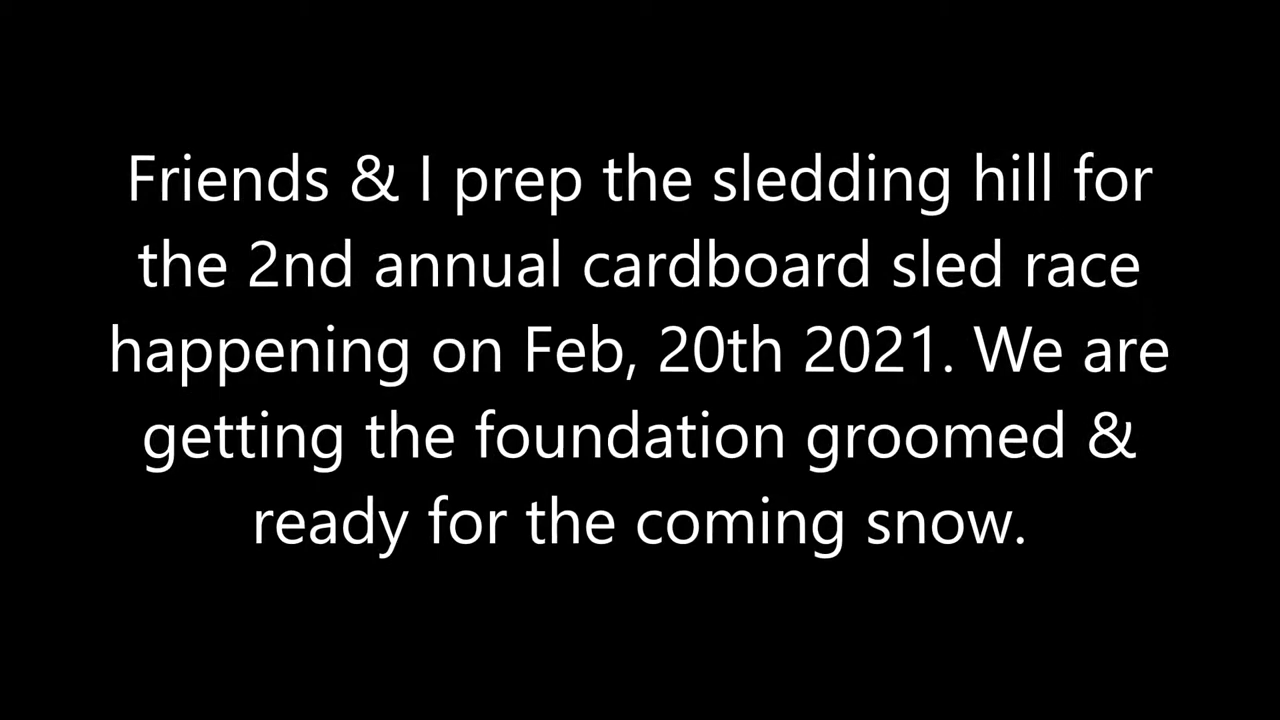 Friends & I prep the sledding hill for
the 2nd annual cardboard sled race
happening on Feb, 20th 2021. We are
getting the foundation groomed &
ready for the coming snow.